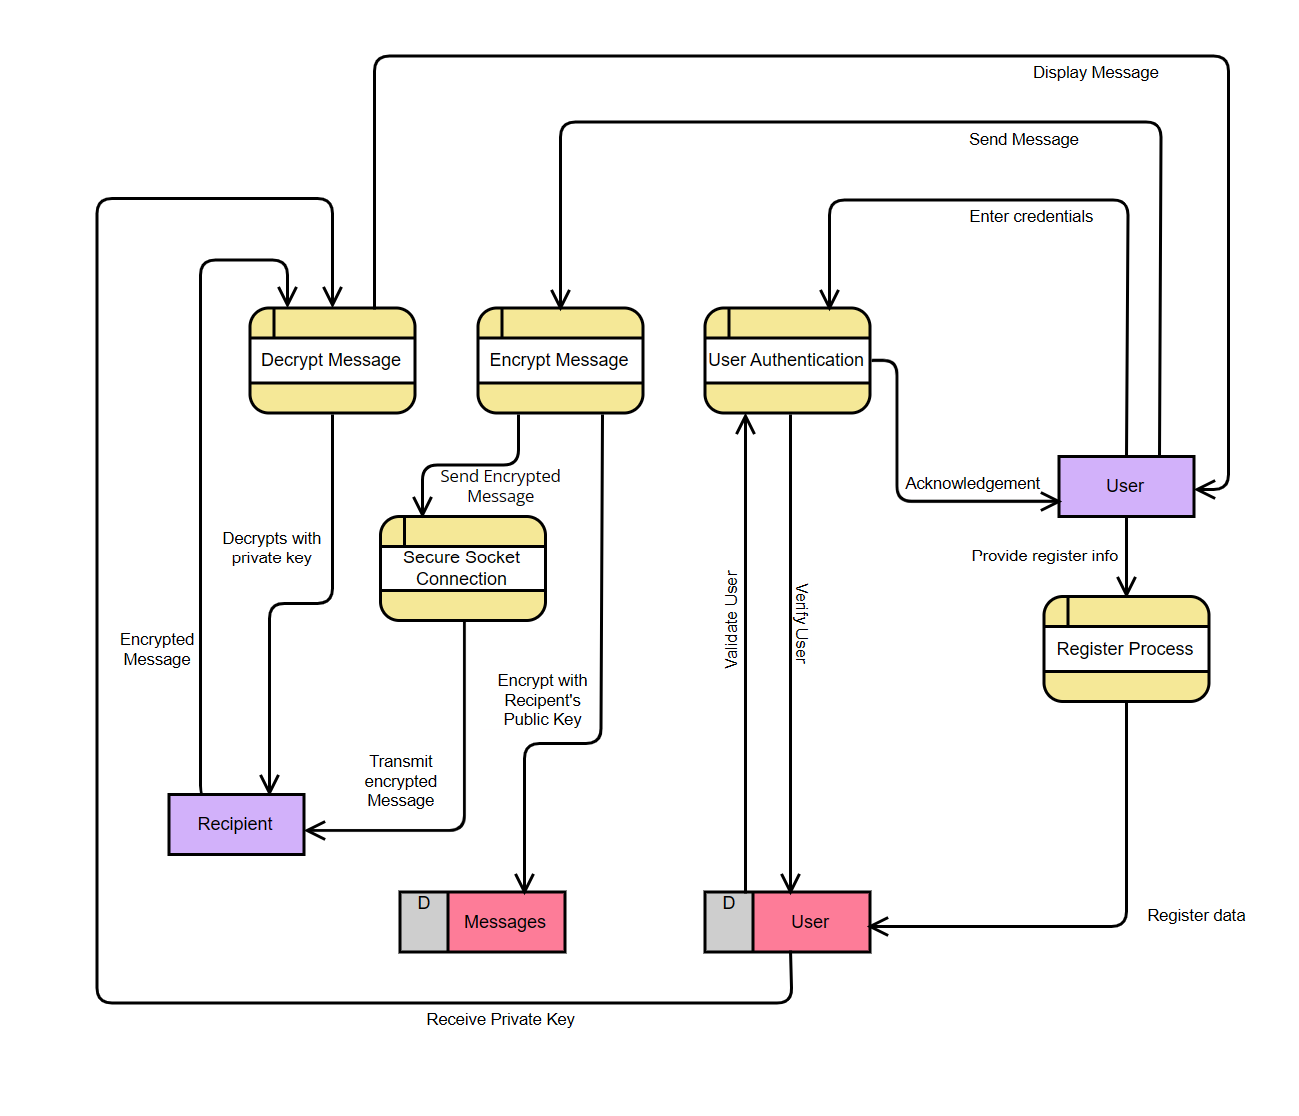 Display Message
Send Message
Enter credentials
Decrypt Message
Encrypt Message
User Authentication
Send Encrypted
Message
Acknowledgement
User
Decrypts with
private key
Secure Socket
Connection
Provide register info
Validate User
Verify User
Register Process
Encrypted
Message
Encrypt with
Recipent's
Public Key
Transmit
encrypted
Message
Recipient
D
Messages
D
User
Register data
Receive Private Key